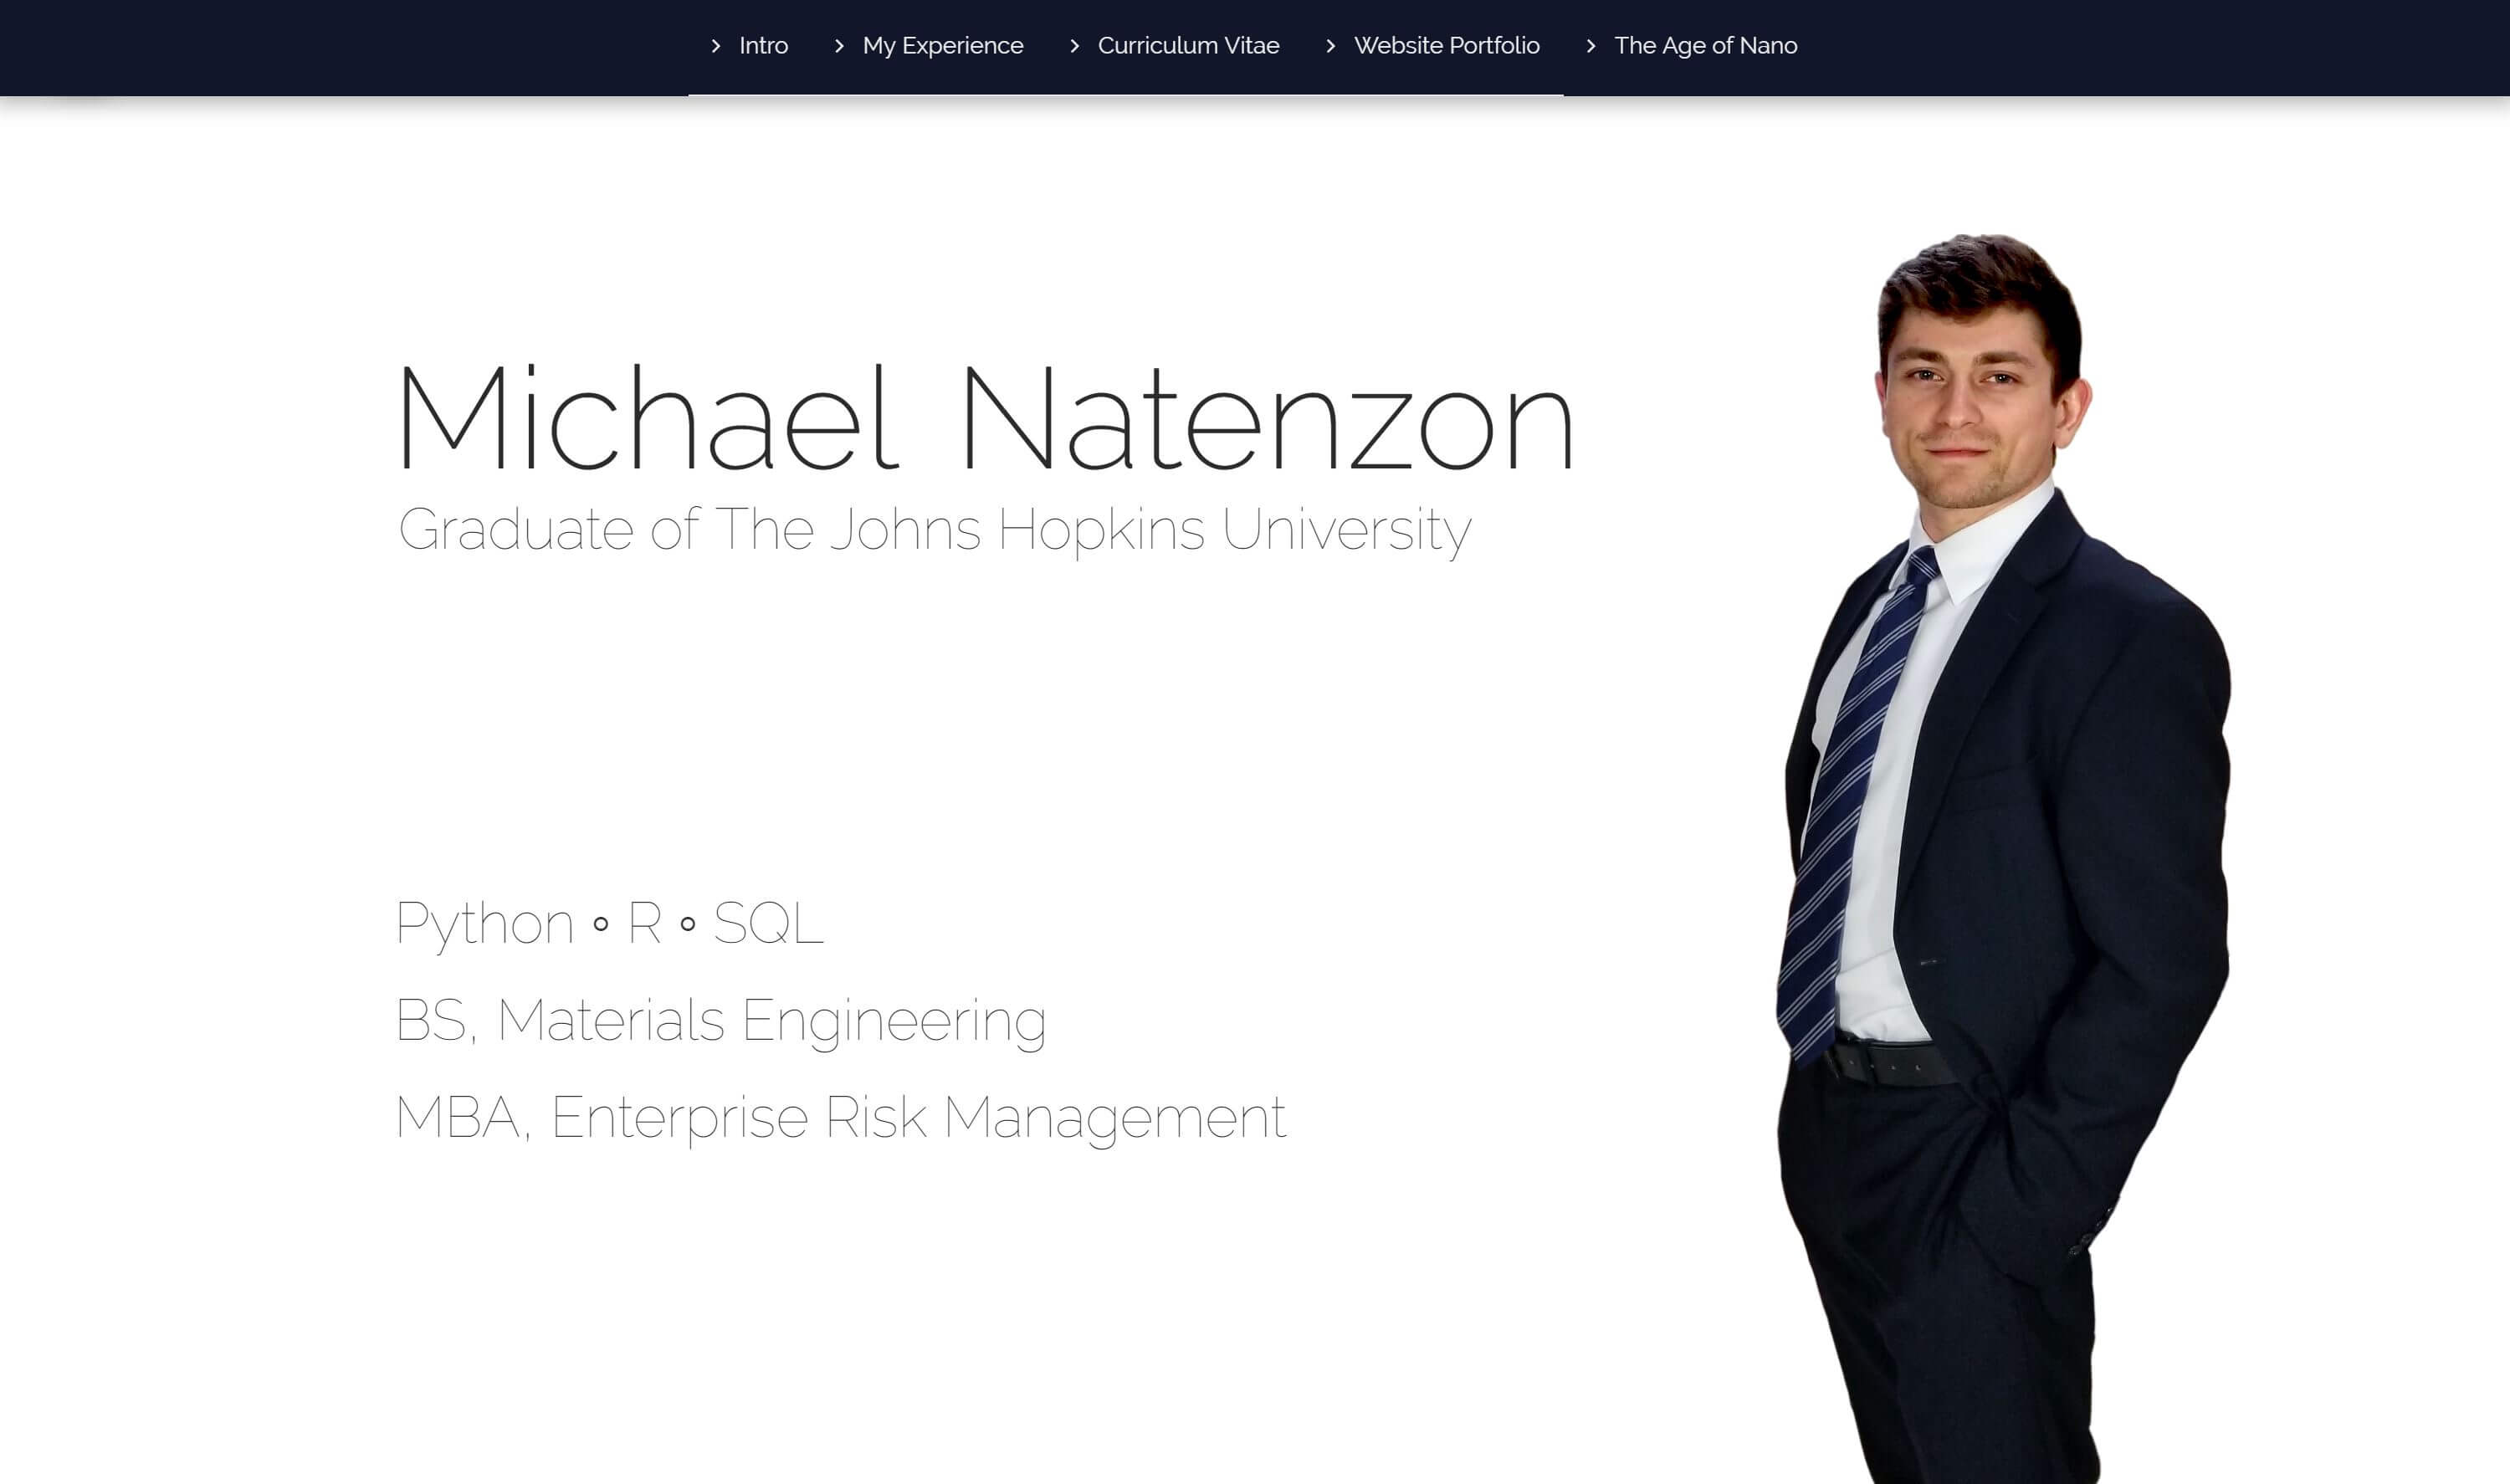 Intro My Experience Curriculum Vitae Website Portfolio The Age of Nano
Michael Natenzon
Graduate of The Johns Hopkins University
Python • R • SQL
BS, Materials Engineering
MBA, Enterprise Risk Management